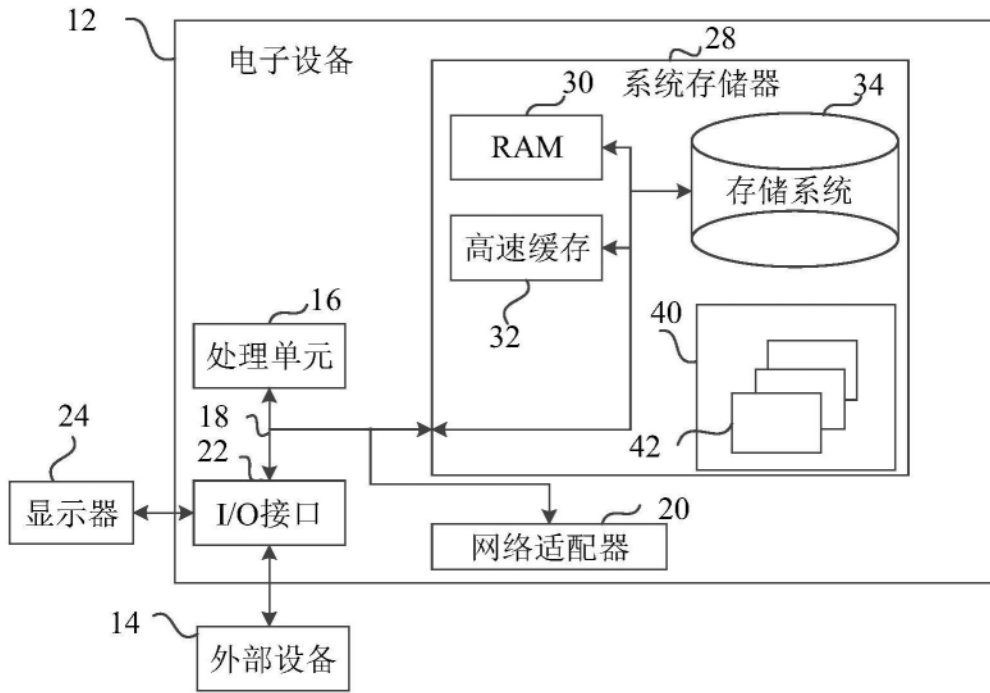 12
电子设备
28
系统存储器
30
RAM
34
存储系统
高速缓存
32
16
处理单元
40
42
18
24
显示器
22
I/O接口
20
网络适配器
14
外部设备